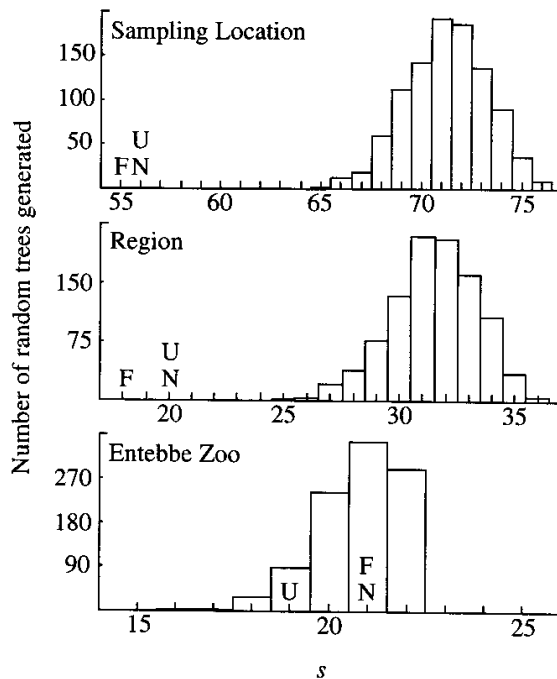 Number of random trees generated
Sampling Location
150
100
50
U
F N
55 60 65 70 75
Region
150
75
U
F N
20 25 30 35
Entebbe Zoo
270
180
90
F
U N
15 20 25
s